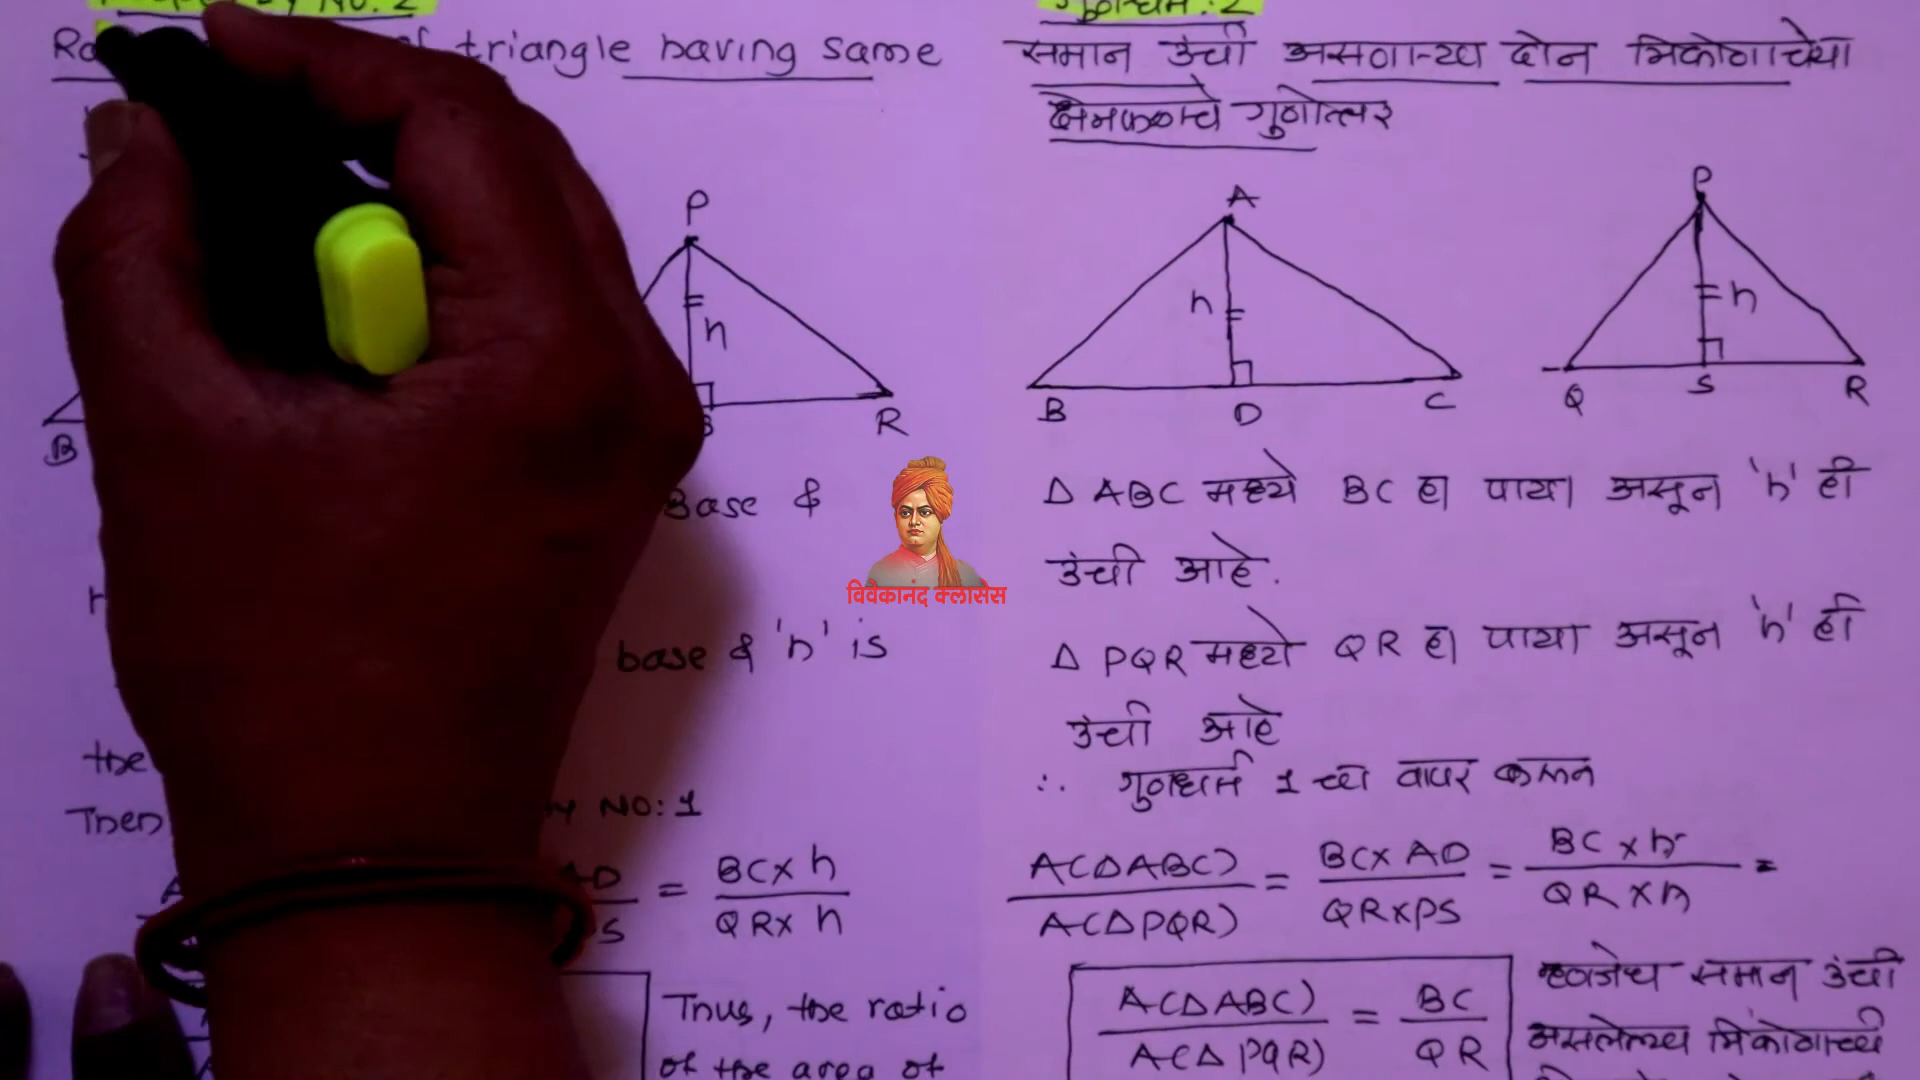 NO: 2
of triangle having same
P
h
R
B
Base &
base & 'h' is
the
Then
NO: 1
AD = BC x h
S QR x h
Thus, the ratio
of the area of
विवेकानंद क्लासेस
गुणधर्म : 2
समान उंची असणाऱ्या दोन त्रिकोणाच्या
क्षेत्रफळाचे गुणोत्तर
A
h
B D C
P
h
Q S R
Δ ABC मध्ये BC हा पाया असून 'h' ही
उंची आहे.
Δ PQR मध्ये QR हा पाया असून 'h' ही
उंची आहे
∴ गुणधर्म 1 चा वापर करून
A(ΔABC) = BC x AD = BC x h =
A(ΔPQR) QR x PS QR x h
A(ΔABC) = BC
A(ΔPQR) QR
म्हणजेच समान उंची
असलेल्या त्रिकोणाच्या